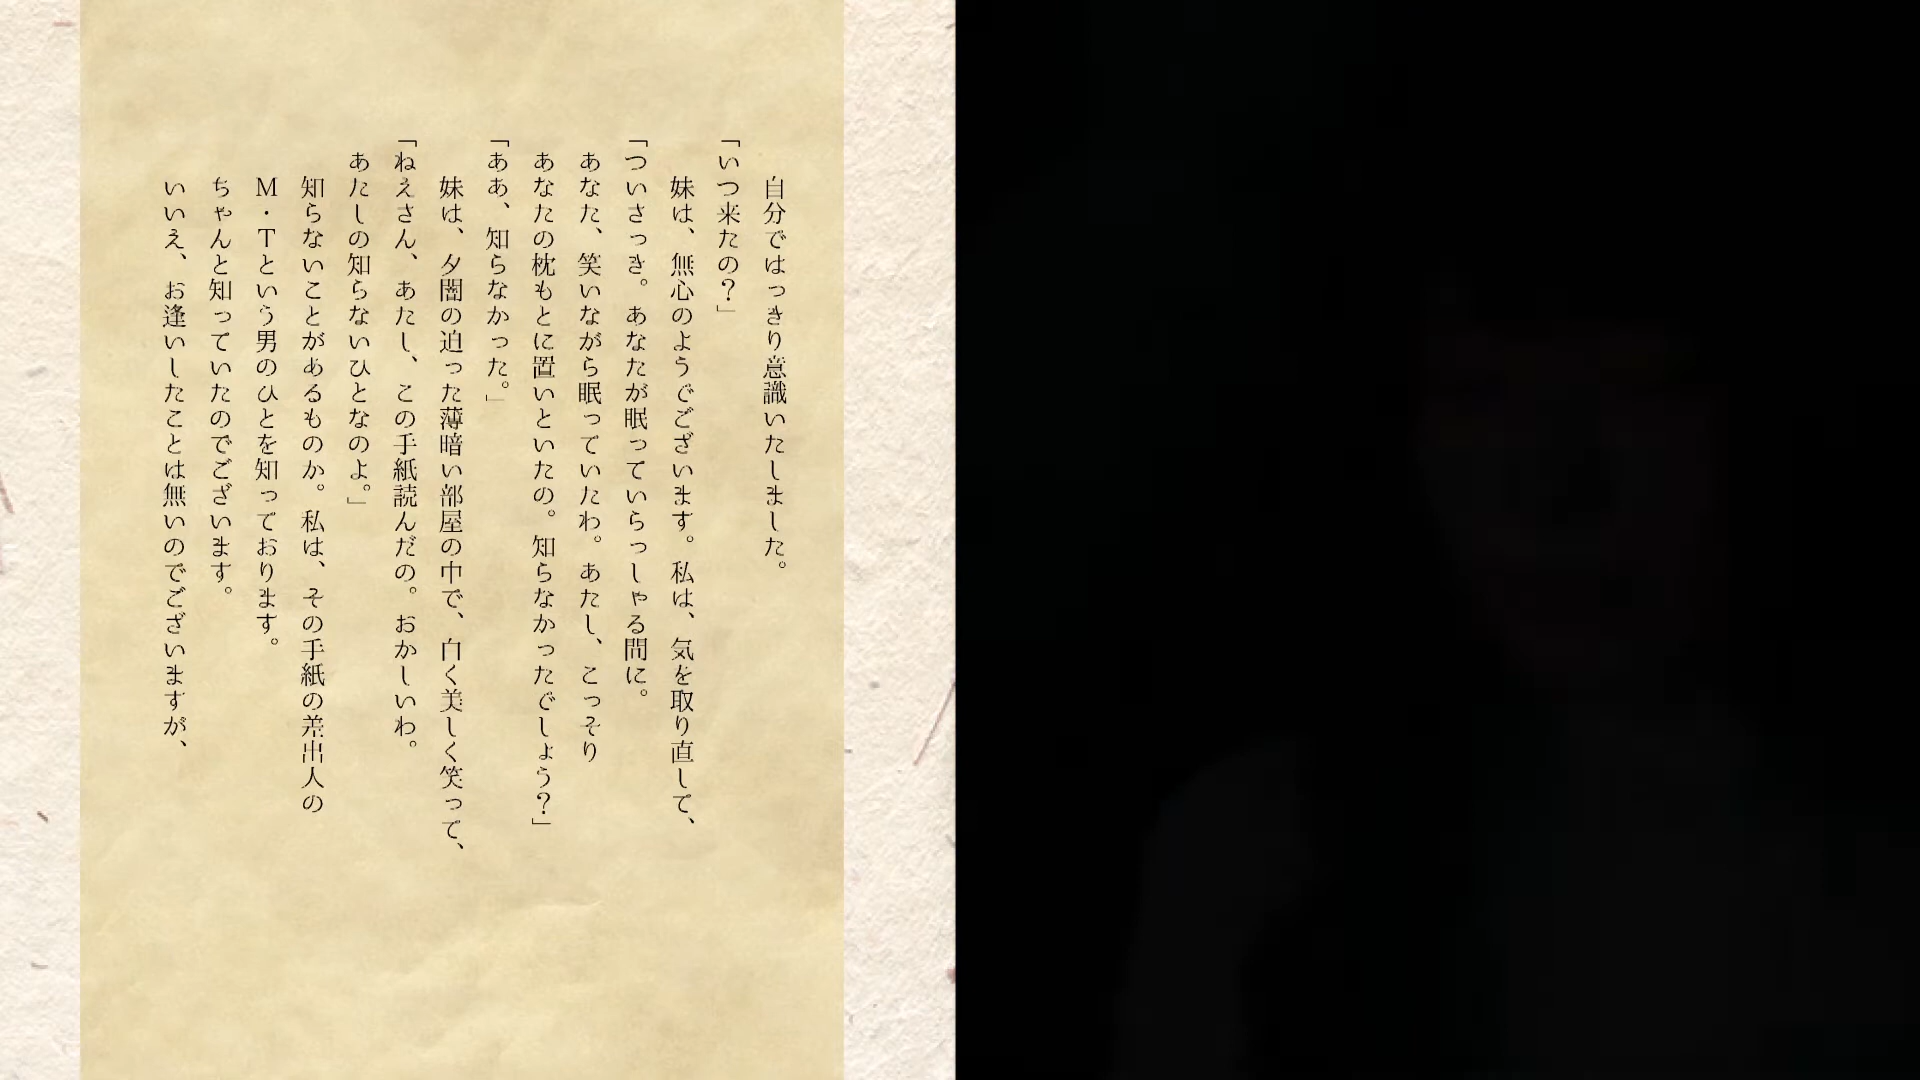 自分ではっきり意識いたしました。
「いつ来たの？」
妹は、無心のようでございます。私は、気を取り直して、
「ついさっき。あなたが眠っていらっしゃる間に。
あなた、笑いながら眠っていたわ。あたし、こっそり
あなたの枕もとに置いといたの。知らなかったでしょう？」
「ああ、知らなかった。」
妹は、夕闇の迫った薄暗い部屋の中で、白く美しく笑って、
「ねえさん、あたし、この手紙読んだの。おかしいわ。
あたしの知らないひとなのよ。」
知らないことがあるものか。私は、その手紙の差出人の
M・Tという男のひとを知っております。
ちゃんと知っていたのでございます。
いいえ、お逢いしたことは無いのでございますが、